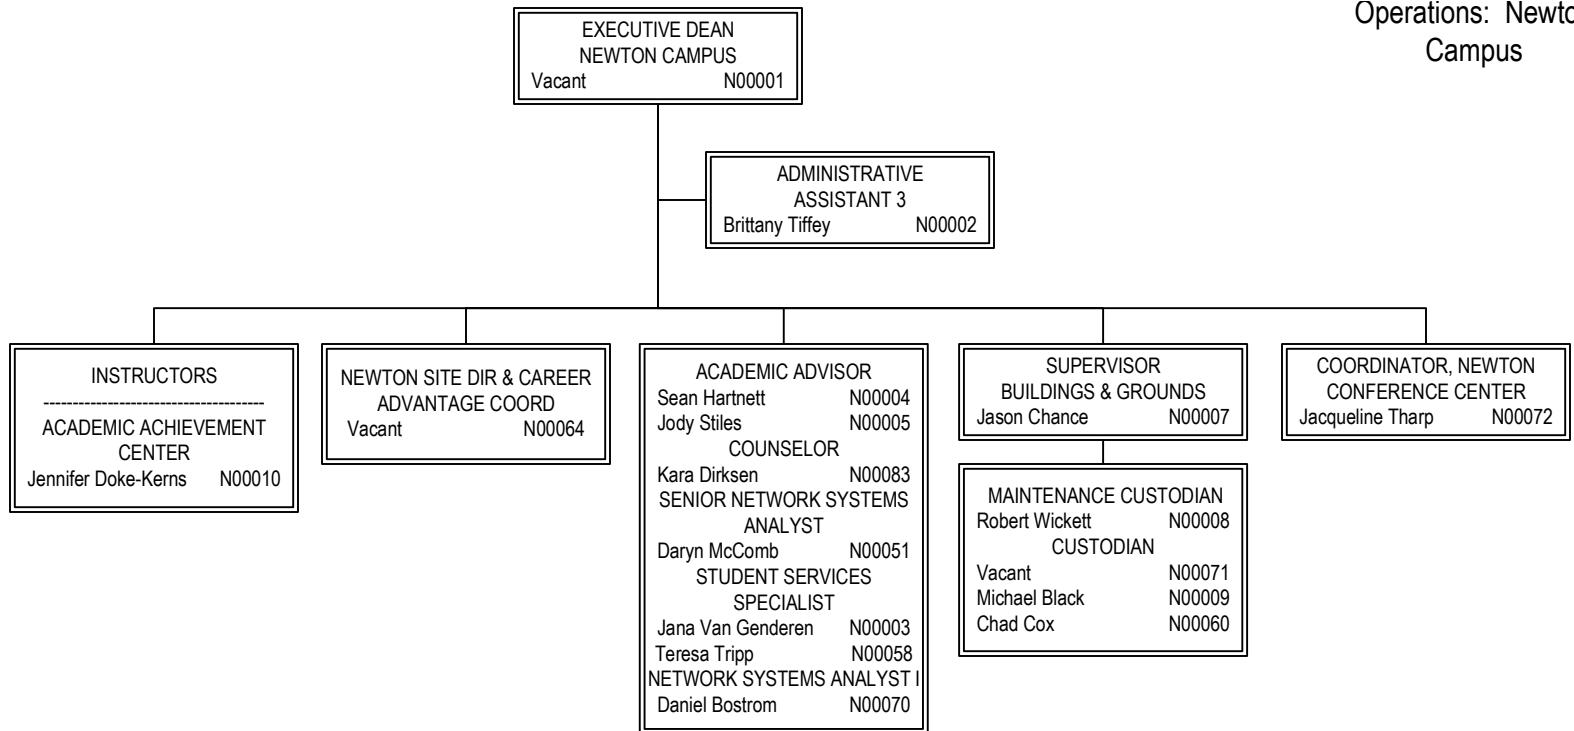 Operations: Newto
Campus
EXECUTIVE DEAN
NEWTON CAMPUS
Vacant N00001
ADMINISTRATIVE
ASSISTANT 3
Brittany Tiffey N00002
INSTRUCTORS
--------------------------------------
ACADEMIC ACHIEVEMENT
CENTER
Jennifer Doke-Kerns N00010
NEWTON SITE DIR & CAREER
ADVANTAGE COORD
Vacant N00064
ACADEMIC ADVISOR
Sean Hartnett N00004
Jody Stiles N00005
COUNSELOR
Kara Dirksen N00083
SENIOR NETWORK SYSTEMS
ANALYST
Daryn McComb N00051
STUDENT SERVICES
SPECIALIST
Jana Van Genderen N00003
Teresa Tripp N00058
NETWORK SYSTEMS ANALYST I
Daniel Bostrom N00070
SUPERVISOR
BUILDINGS & GROUNDS
Jason Chance N00007
MAINTENANCE CUSTODIAN
Robert Wickett N00008
CUSTODIAN
Vacant N00071
Michael Black N00009
Chad Cox N00060
COORDINATOR, NEWTON
CONFERENCE CENTER
Jacqueline Tharp N00072